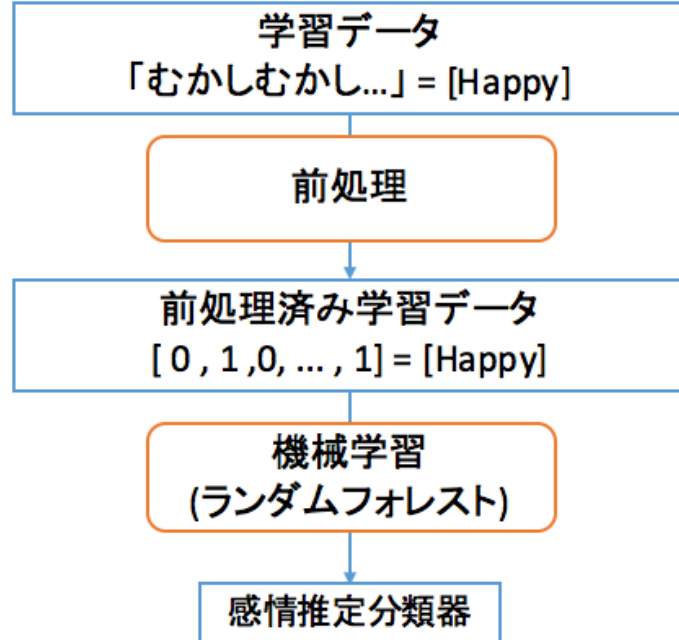 学習データ
「むかしむかし…」 = [Happy]
前処理
前処理済み学習データ
[ 0 , 1 ,0, … , 1] = [Happy]
機械学習
(ランダムフォレスト)
感情推定分類器